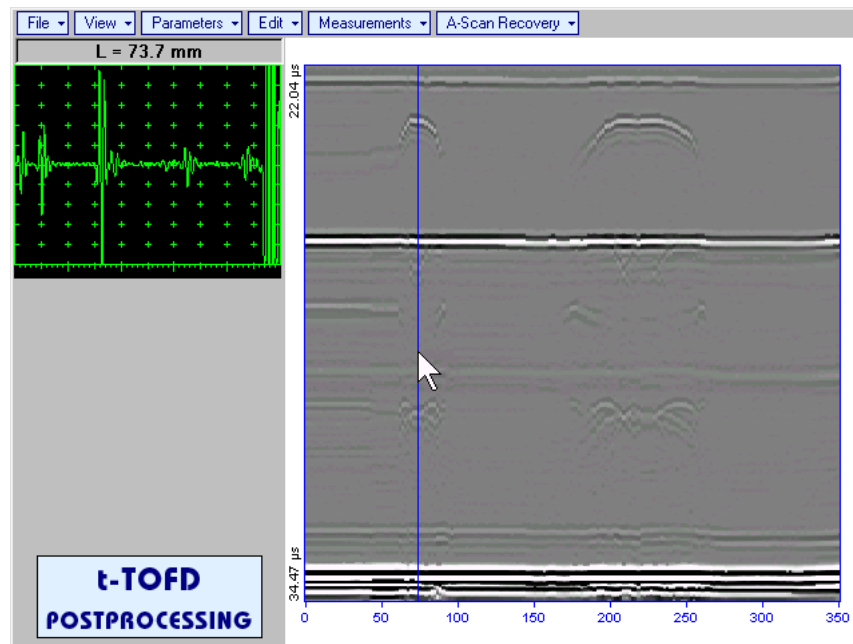 File View Parameters Edit Measurements A-Scan Recovery
L = 73.7 mm
22.04 µs
34.47 µs
0 50 100 150 200 250 300 350
t-TOFD
POSTPROCESSING